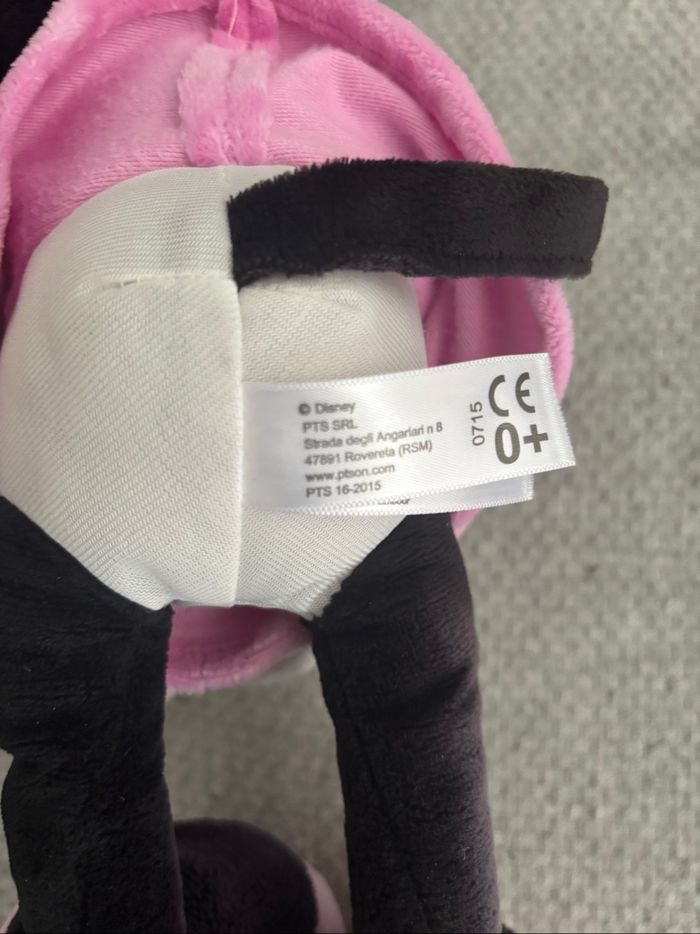 © Disney
PTS SRL
Strada degli Angariari n 8
47891 Rovereta (RSM)
www.ptson.com
PTS 16-2015
0715
CE
0+